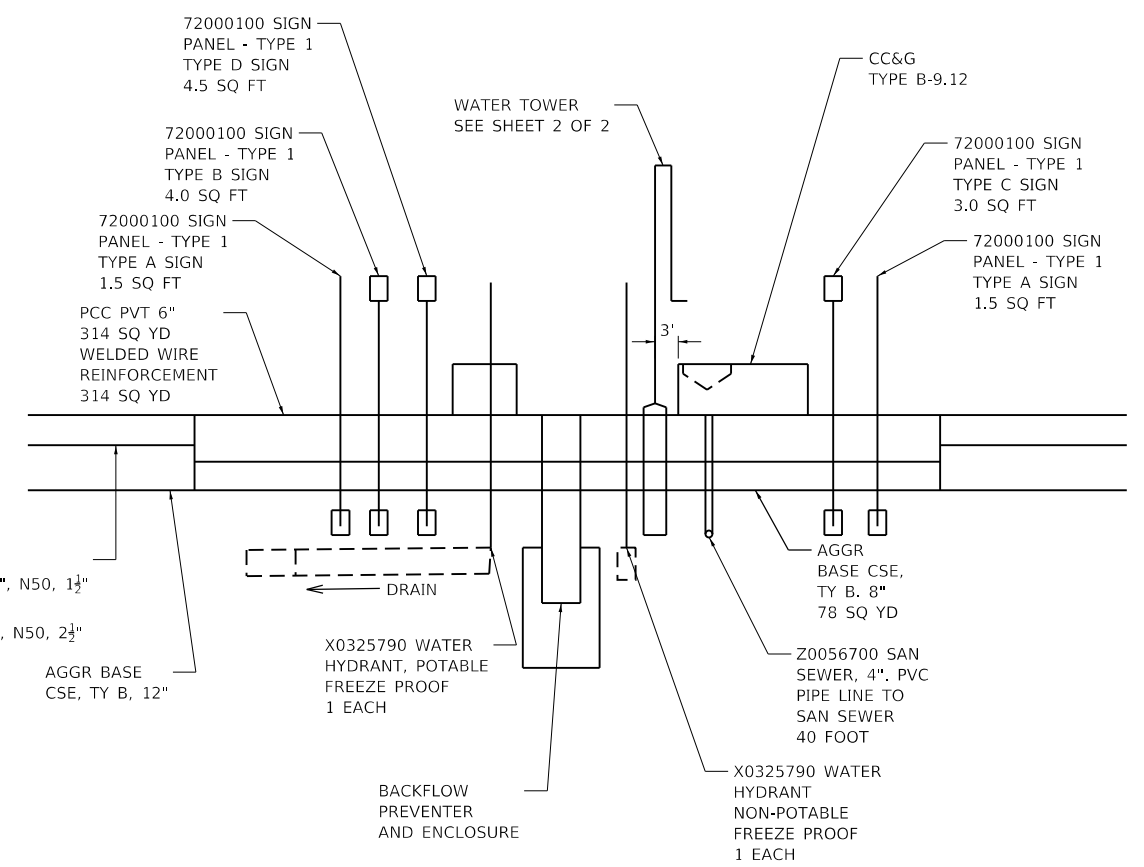 72000100 SIGN
PANEL - TYPE 1
TYPE D SIGN
4.5 SQ FT
CC&G
TYPE B-9.12
WATER TOWER
SEE SHEET 2 OF 2
72000100 SIGN
PANEL - TYPE 1
TYPE B SIGN
4.0 SQ FT
72000100 SIGN
PANEL - TYPE 1
TYPE C SIGN
3.0 SQ FT
72000100 SIGN
PANEL - TYPE 1
TYPE A SIGN
1.5 SQ FT
72000100 SIGN
PANEL - TYPE 1
TYPE A SIGN
1.5 SQ FT
PCC PVT 6"
314 SQ YD
WELDED WIRE
REINFORCEMENT
314 SQ YD
3'
", N50, 1½"
, N50, 2½"
DRAIN
AGGR
BASE CSE,
TY B. 8"
78 SQ YD
AGGR BASE
CSE, TY B, 12"
X0325790 WATER
HYDRANT, POTABLE
FREEZE PROOF
1 EACH
Z0056700 SAN
SEWER, 4". PVC
PIPE LINE TO
SAN SEWER
40 FOOT
BACKFLOW
PREVENTER
AND ENCLOSURE
X0325790 WATER
HYDRANT
NON-POTABLE
FREEZE PROOF
1 EACH